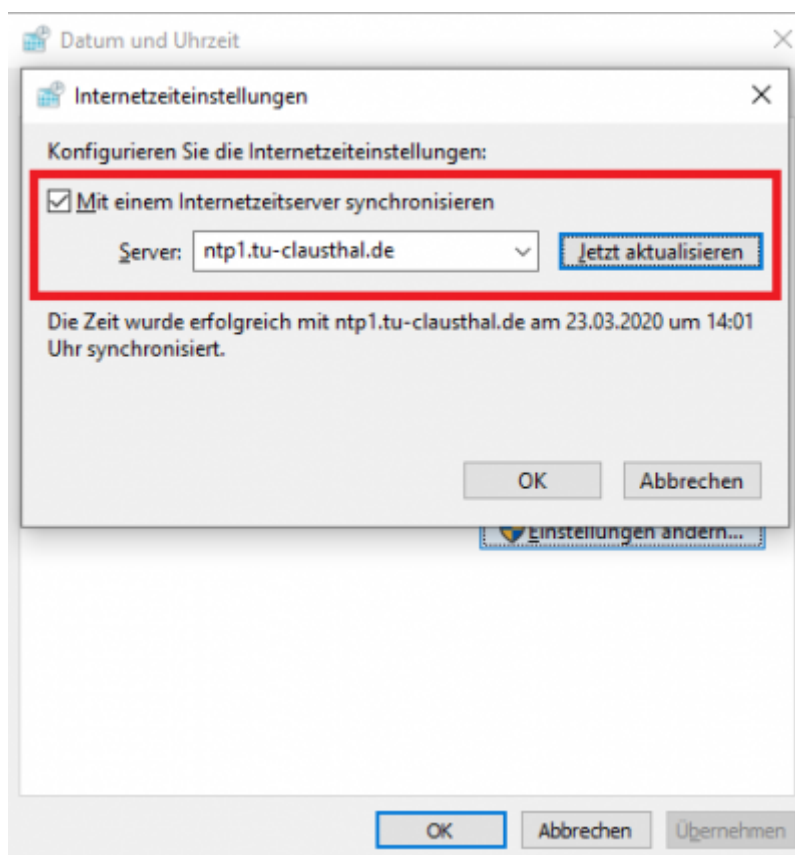 Datum und Uhrzeit
Internetzeiteinstellungen
Konfigurieren Sie die Internetzeiteinstellungen:
Mit einem Internetzeitserver synchronisieren
Server: ntp1.tu-clausthal.de Jetzt aktualisieren
Die Zeit wurde erfolgreich mit ntp1.tu-clausthal.de am 23.03.2020 um 14:01
Uhr synchronisiert.
OK Abbrechen
Einstellungen ändern...
OK Abbrechen Übernehmen